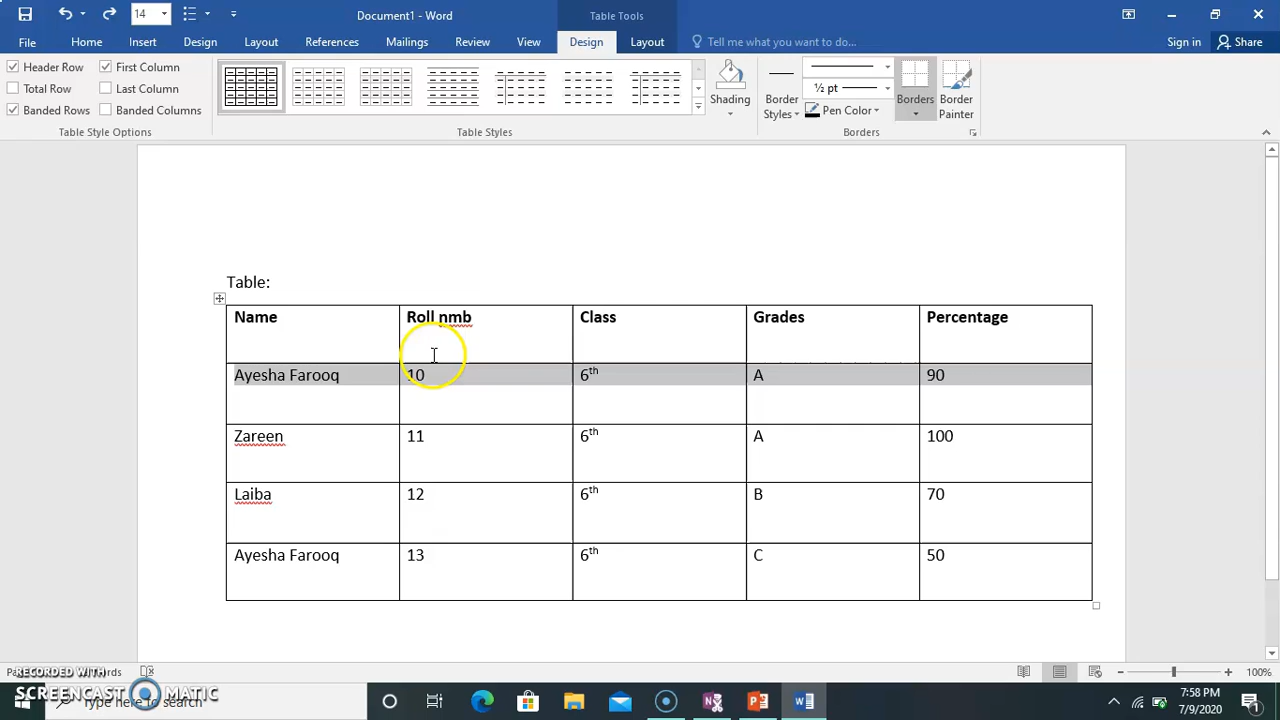 14
Document1 - Word
Table Tools
File Home Insert Design Layout References Mailings Review View Design Layout Tell me what you want to do... Sign in Share
Header Row First Column
Total Row Last Column
Banded Rows Banded Columns
Table Style Options
Table Styles
Shading
Border Styles
½ pt
Pen Color
Borders
Border Painter
Borders
Table:
Name Roll nmb Class Grades Percentage
Ayesha Farooq 10 6th A 90
Zareen 11 6th A 100
Laiba 12 6th B 70
Ayesha Farooq 13 6th C 50
RECORDED WITH
SCREENCAST MATIC
100%
Type here to search
7:58 PM
7/9/2020
1